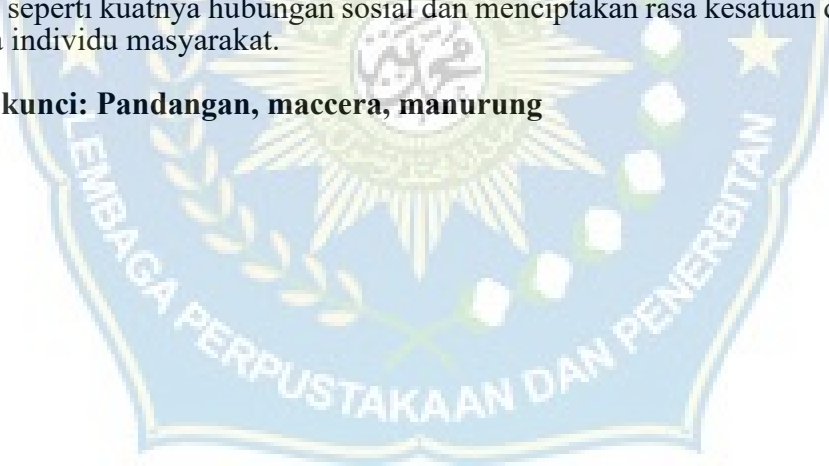 seperti kuatnya hubungan sosial dan menciptakan rasa kesatuan
individu masyarakat.
kunci: Pandangan, maccera, manurung
LEMBAGA PERPUSTAKAAN DAN PENERBITAN